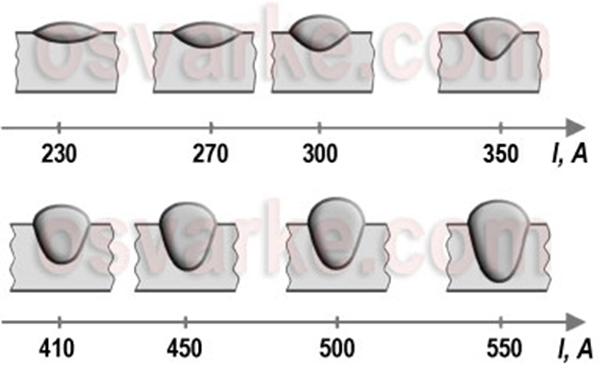 osvarke.com
230 270 300 350 I, A
osvarke.com
410 450 500 550 I, A